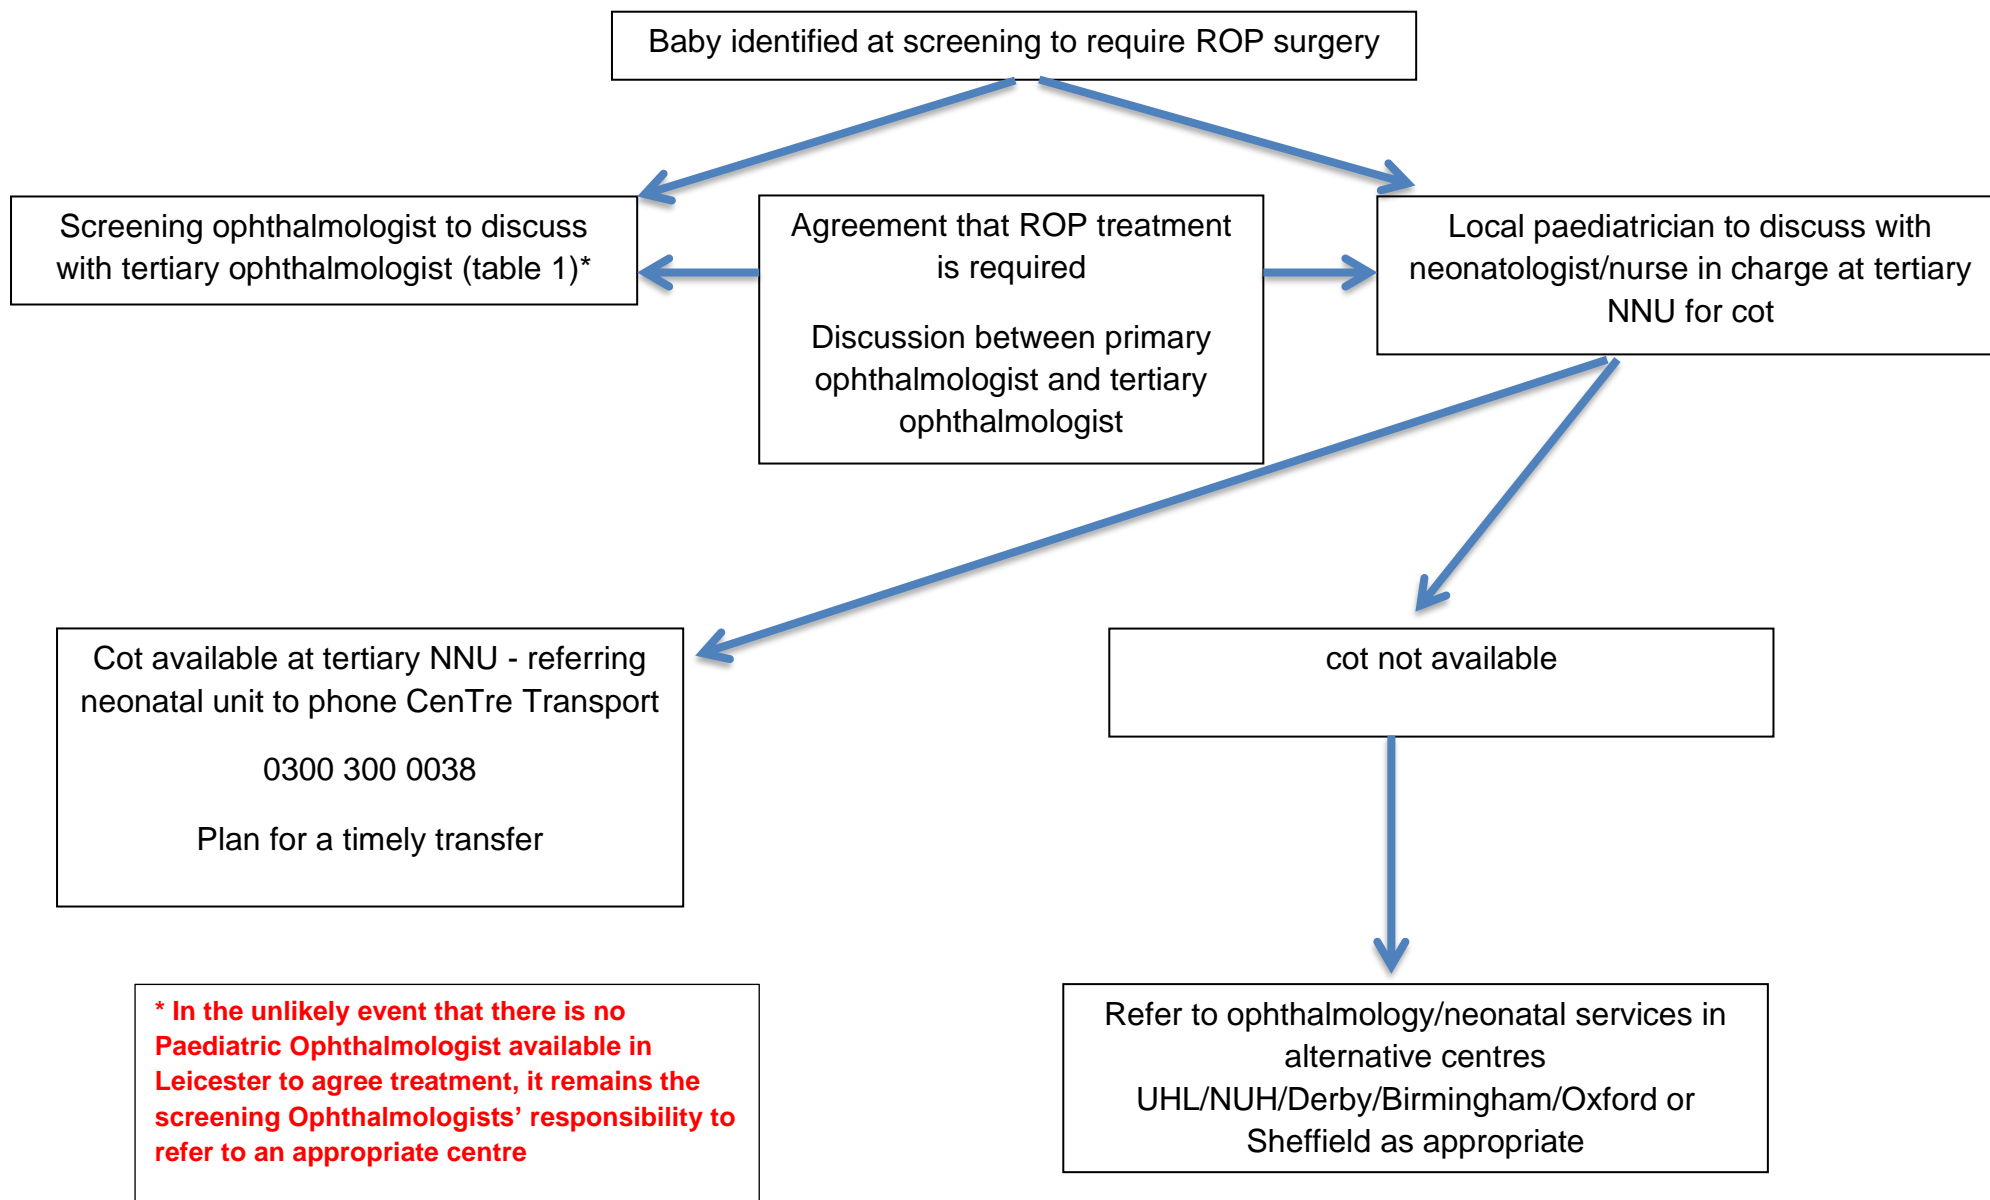 Baby identified at screening to require ROP surgery
Screening ophthalmologist to discuss
with tertiary ophthalmologist (table 1)*
Agreement that ROP treatment
is required
Discussion between primary
ophthalmologist and tertiary
ophthalmologist
Local paediatrician to discuss with
neonatologist/nurse in charge at tertiary
NNU for cot
Cot available at tertiary NNU - referring
neonatal unit to phone CenTre Transport
0300 300 0038
Plan for a timely transfer
cot not available
* In the unlikely event that there is no
Paediatric Ophthalmologist available in
Leicester to agree treatment, it remains the
screening Ophthalmologists’ responsibility to
refer to an appropriate centre
Refer to ophthalmology/neonatal services in
alternative centres
UHL/NUH/Derby/Birmingham/Oxford or
Sheffield as appropriate